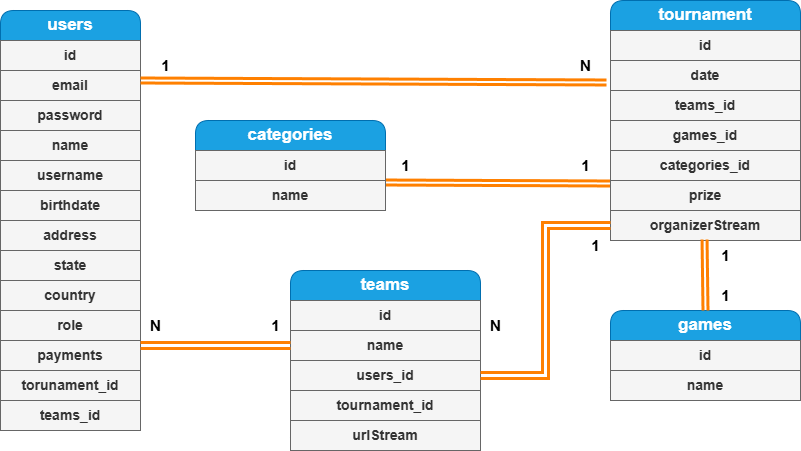 users
id
email
password
name
username
birthdate
address
state
country
role
payments
torunament_id
teams_id
1
N
tournament
id
date
teams_id
games_id
categories_id
prize
organizerStream
categories
id
name
1
1
teams
id
name
users_id
tournament_id
urlStream
N
1
N
1
1
1
games
id
name